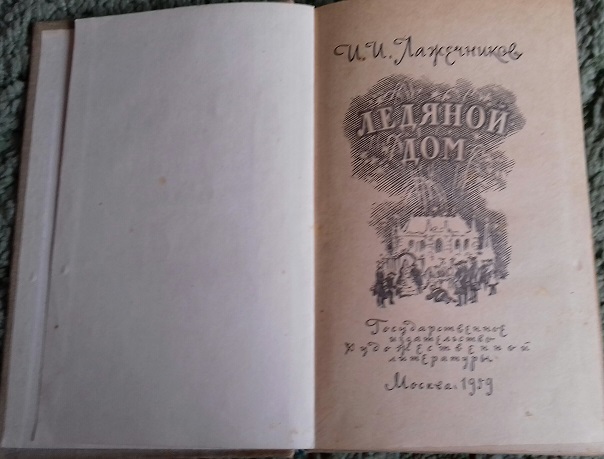 И. И. Лажечников
ЛЕДЯНОЙ
ДОМ
Государственное
издательство
художественной
литературы
Москва, 1959